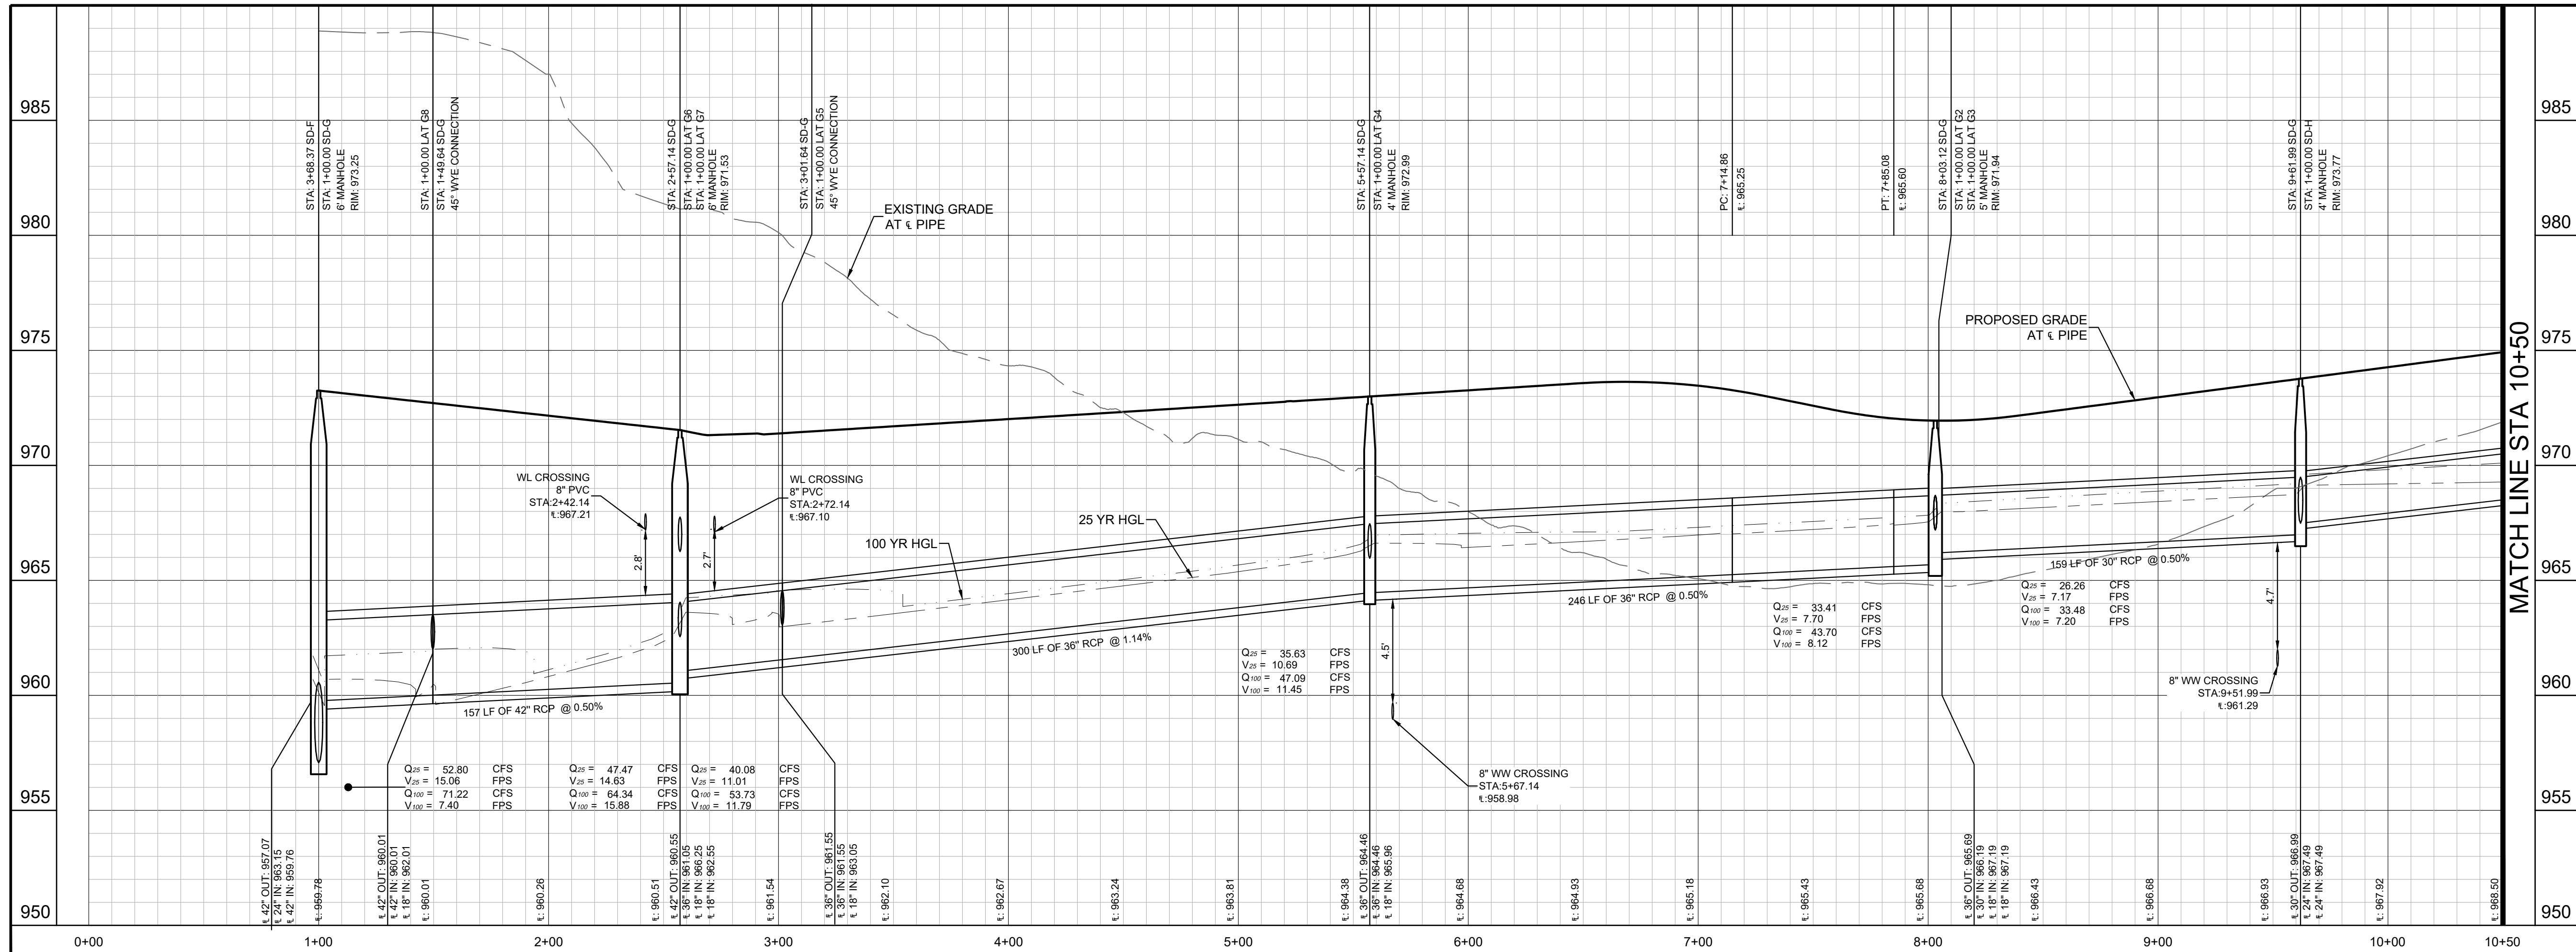 985
980
975
970
965
960
955
950
STA: 3+68.37 SD-F
STA: 1+00.00 SD-G
6' MANHOLE
RIM: 973.25
STA: 1+00.00 LAT G8
STA: 1+49.64 SD-G
45° WYE CONNECTION
STA: 2+57.14 SD-G
STA: 1+00.00 LAT G6
STA: 1+00.00 LAT G7
6' MANHOLE
RIM: 971.53
STA: 3+01.64 SD-G
STA: 1+00.00 LAT G5
45° WYE CONNECTION
STA: 5+57.14 SD-G
STA: 1+00.00 LAT G4
4' MANHOLE
RIM: 972.99
PC: 7+14.86
℄: 965.25
PT: 7+85.08
℄: 965.60
STA: 8+03.12 SD-G
STA: 1+00.00 LAT G2
STA: 1+00.00 LAT G3
5' MANHOLE
RIM: 971.94
STA: 9+61.99 SD-G
STA: 1+00.00 SD-H
4' MANHOLE
RIM: 973.77
EXISTING GRADE
AT ℄ PIPE
PROPOSED GRADE
AT ℄ PIPE
WL CROSSING
8" PVC
STA:2+42.14
℄:967.21
2.8'
WL CROSSING
8" PVC
STA:2+72.14
℄:967.10
2.7'
25 YR HGL
100 YR HGL
157 LF OF 42" RCP @ 0.50%
300 LF OF 36" RCP @ 1.14%
246 LF OF 36" RCP @ 0.50%
159 LF OF 30" RCP @ 0.50%
Q25 = 52.80 CFS
V25 = 15.06 FPS
Q100 = 71.22 CFS
V100 = 7.40 FPS
Q25 = 47.47 CFS
V25 = 14.63 FPS
Q100 = 64.34 CFS
V100 = 15.88 FPS
Q25 = 40.08 CFS
V25 = 11.01 FPS
Q100 = 53.73 CFS
V100 = 11.79 FPS
Q25 = 35.63 CFS
V25 = 10.69 FPS
Q100 = 47.09 CFS
V100 = 11.45 FPS
4.5'
8" WW CROSSING
STA:5+67.14
℄:958.98
Q25 = 33.41 CFS
V25 = 7.70 FPS
Q100 = 43.70 CFS
V100 = 8.12 FPS
Q25 = 26.26 CFS
V25 = 7.17 FPS
Q100 = 33.48 CFS
V100 = 7.20 FPS
4.7'
8" WW CROSSING
STA:9+51.99
℄:961.29
℄ 42" OUT: 957.07
℄ 24" IN: 963.15
℄ 42" IN: 959.76
℄: 959.78
℄ 42" OUT: 960.01
℄ 42" IN: 960.01
℄ 18" IN: 962.01
℄: 960.01
℄: 960.26
℄: 960.51
℄ 42" OUT: 960.55
℄ 36" IN: 961.05
℄ 18" IN: 966.25
℄ 18" IN: 962.55
℄: 961.54
℄ 36" OUT: 961.55
℄ 36" IN: 961.55
℄ 18" IN: 963.05
℄: 962.10
℄: 962.67
℄: 963.24
℄: 963.81
℄: 964.38
℄ 36" OUT: 964.46
℄ 36" IN: 964.46
℄ 18" IN: 965.96
℄: 964.68
℄: 964.93
℄: 965.18
℄: 965.43
℄: 965.68
℄ 36" OUT: 965.69
℄ 30" IN: 966.19
℄ 18" IN: 967.19
℄ 18" IN: 967.19
℄: 966.43
℄: 966.68
℄: 966.93
℄ 30" OUT: 966.99
℄ 24" IN: 967.49
℄ 24" IN: 967.49
℄: 967.92
℄: 968.50
0+00 1+00 2+00 3+00 4+00 5+00 6+00 7+00 8+00 9+00 10+00 10+50
MATCH LINE STA 10+50
985
980
975
970
965
960
955
950